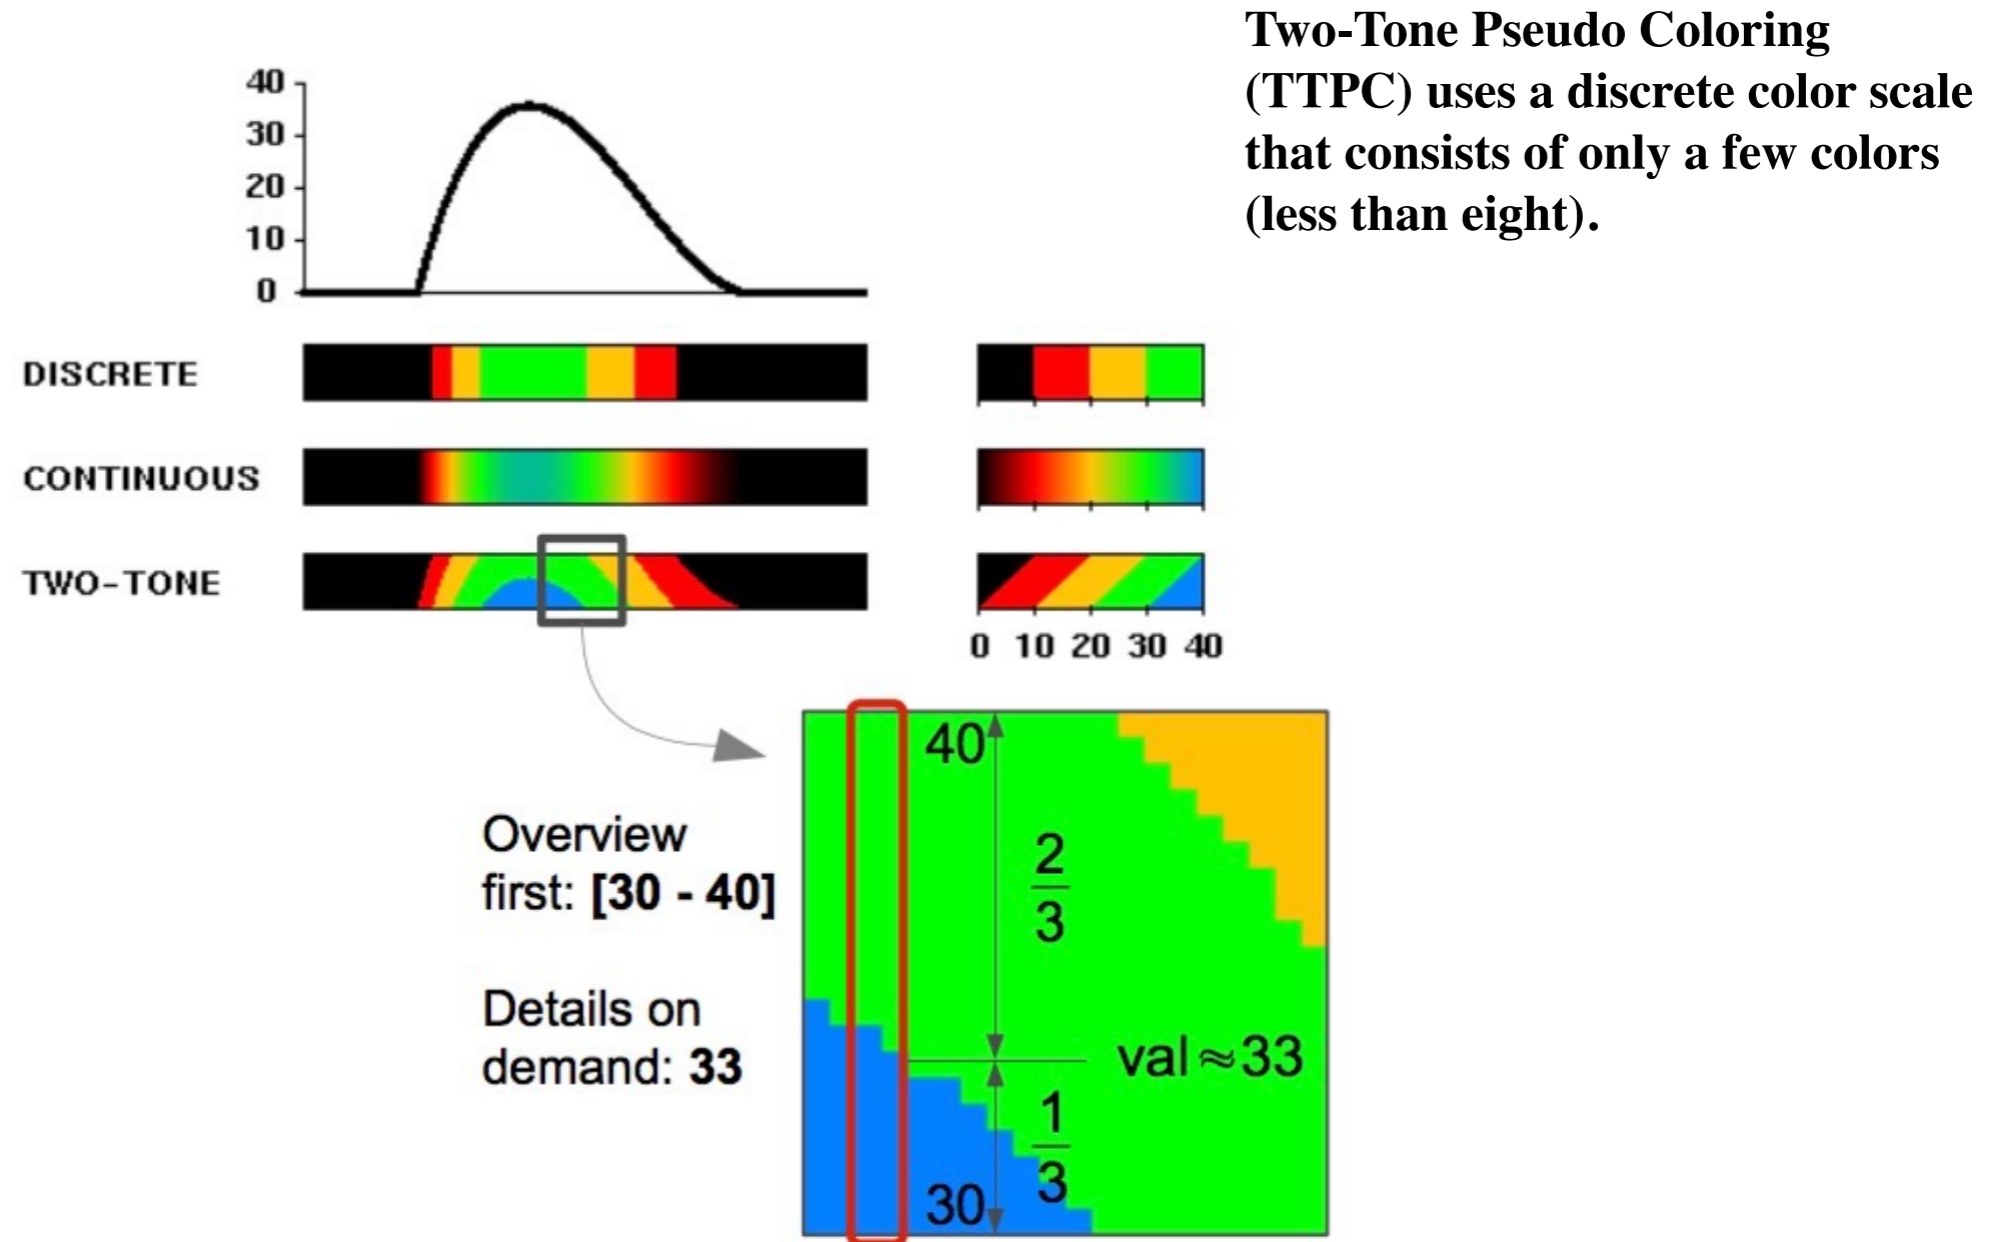 Two-Tone Pseudo Coloring
(TTPC) uses a discrete color scale
that consists of only a few colors
(less than eight).
40
30
20
10
0
DISCRETE
CONTINUOUS
TWO-TONE
0 10 20 30 40
Overview
first: [30 - 40]
Details on
demand: 33
40
2
3
val ≈ 33
1
3
30